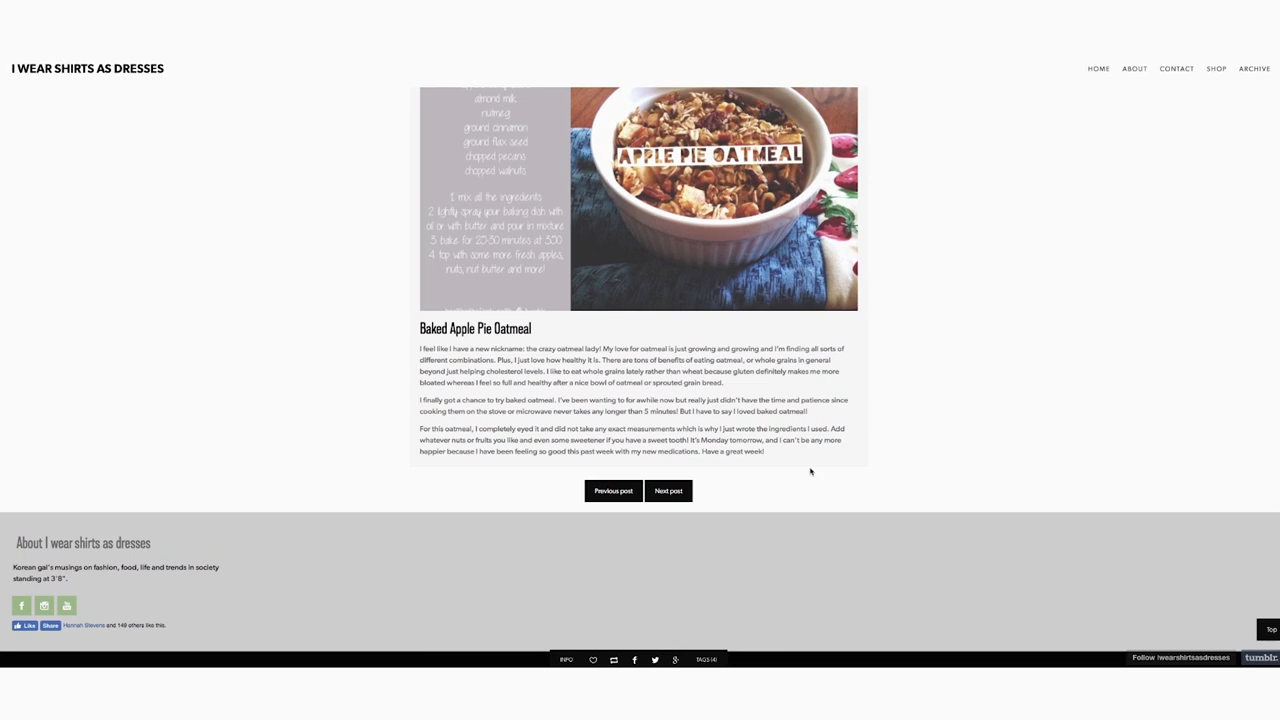 I WEAR SHIRTS AS DRESSES
HOME ABOUT CONTACT SHOP ARCHIVE
almond milk
nutmeg
ground cinnamon
ground flax seed
chopped pecans
chopped walnuts
1 mix all the ingredients
2 lightly spray your baking dish with
oil or with butter and pour in mixture
3 bake for 20-30 minutes at 300
4 top with some more fresh apples,
nuts, nut butter and more!
APPLE PIE OATMEAL
Baked Apple Pie Oatmeal
I feel like I have a new nickname: the crazy oatmeal lady! My love for oatmeal is just growing and growing and I'm finding all sorts of
different combinations. Plus, I just love how healthy it is. There are tons of benefits of eating oatmeal, or whole grains in general
beyond just helping cholesterol levels. I like to eat whole grains lately rather than wheat because gluten definitely makes me more
bloated whereas I feel so full and healthy after a nice bowl of oatmeal or sprouted grain bread.
I finally got a chance to try baked oatmeal. I've been wanting to for awhile now but really just didn't have the time and patience since
cooking them on the stove or microwave never takes any longer than 5 minutes! But I have to say I loved baked oatmeal!
For this oatmeal, I completely eyed it and did not take any exact measurements which is why I just wrote the ingredients I used. Add
whatever nuts or fruits you like and even some sweetener if you have a sweet tooth! It's Monday tomorrow, and I can't be any more
happier because I have been feeling so good this past week with my new medications. Have a great week!
Previous post Next post
About I wear shirts as dresses
Korean gal's musings on fashion, food, life and trends in society
standing at 3'8".
Like Share Hannah Stevens and 149 others like this.
Top
INFO TAGS (4)
Follow iwearshirtsasdresses tumblr.